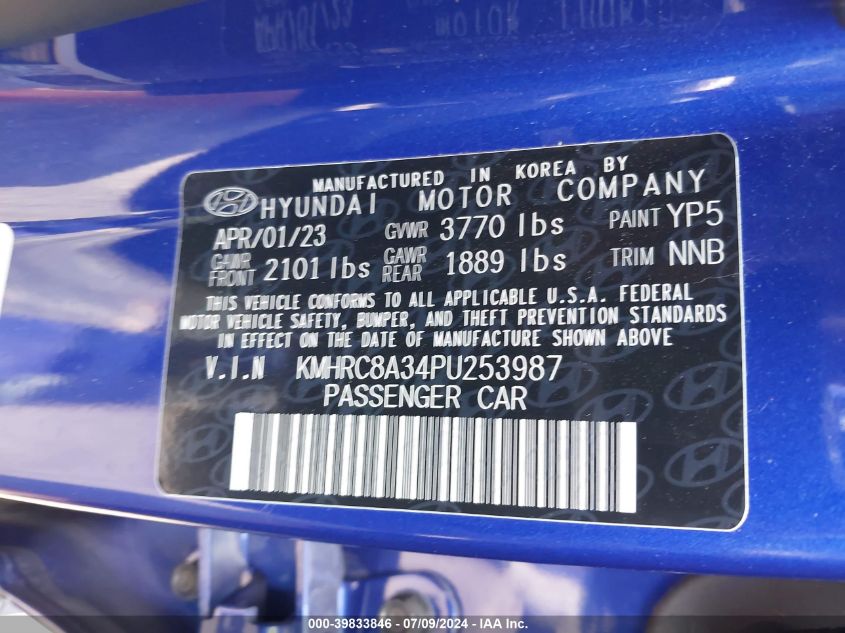 MANUFACTURED IN KOREA BY
HYUNDAI MOTOR COMPANY
APR/01/23 GVWR 3770 lbs PAINT YP5
GAWR FRONT 2101 lbs GAWR REAR 1889 lbs TRIM NNB
THIS VEHICLE CONFORMS TO ALL APPLICABLE U.S.A. FEDERAL
MOTOR VEHICLE SAFETY, BUMPER, AND THEFT PREVENTION STANDARDS
IN EFFECT ON THE DATE OF MANUFACTURE SHOWN ABOVE
V.I.N KMHRC8A34PU253987
PASSENGER CAR
000-39833846 - 07/09/2024 - IAA Inc.